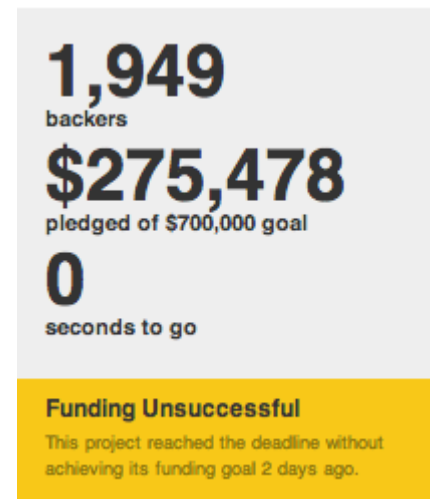 1,949
backers
$275,478
pledged of $700,000 goal
0
seconds to go
Funding Unsuccessful
This project reached the deadline without
achieving its funding goal 2 days ago.